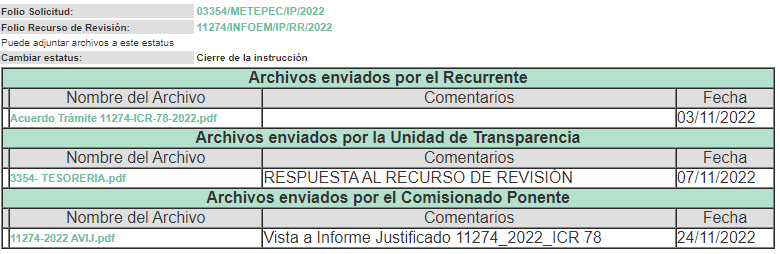 Folio Solicitud: 03354/METEPEC/IP/2022
Folio Recurso de Revisión: 11274/INFOEM/IP/RR/2022
Puede adjuntar archivos a este estatus
Cambiar estatus: Cierre de la instrucción
Archivos enviados por el Recurrente
Nombre del Archivo Comentarios Fecha
Acuerdo Trámite 11274-ICR-78-2022.pdf 03/11/2022
Archivos enviados por la Unidad de Transparencia
Nombre del Archivo Comentarios Fecha
3354- TESORERIA.pdf RESPUESTA AL RECURSO DE REVISIÓN 07/11/2022
Archivos enviados por el Comisionado Ponente
Nombre del Archivo Comentarios Fecha
11274-2022 AVIJ.pdf Vista a Informe Justificado 11274_2022_ICR 78 24/11/2022